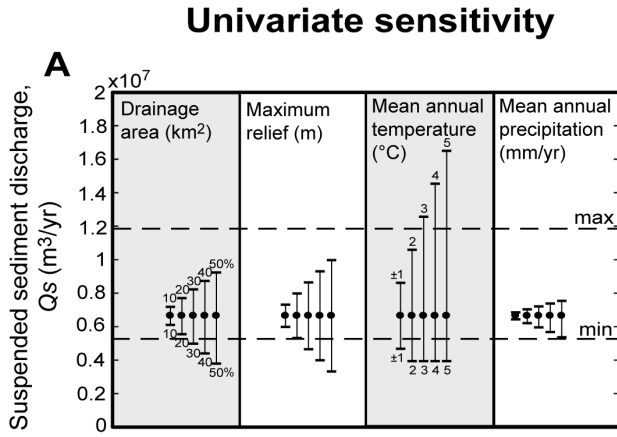 Univariate sensitivity
A
x10⁷
Suspended sediment discharge,
Qs (m³/yr)
2
1.8
1.6
1.4
1.2
1.0
0.8
0.6
0.4
0.2
0
Drainage
area (km²)
10
20
30
40
50%
10
20
30
40
50%
Maximum
relief (m)
Mean annual
temperature
(°C)
±1
2
3
4
5
±1
2
3
4
5
Mean annual
precipitation
(mm/yr)
max
min